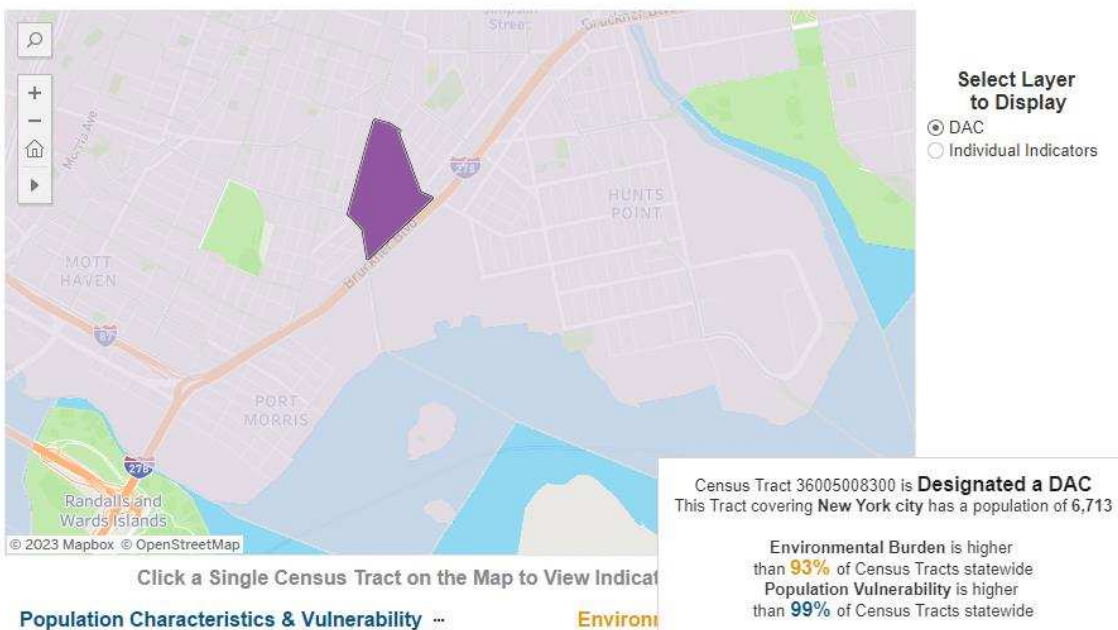 Simpson
Street
Bruckner Blvd
Select Layer
to Display
DAC
Individual Indicators
Morris Ave
278
HUNTS
POINT
MOTT
HAVEN
Bruckner Blvd
87
PORT
MORRIS
278
Randalls and
Wards Islands
© 2023 Mapbox © OpenStreetMap
Census Tract 36005008300 is Designated a DAC
This Tract covering New York city has a population of 6,713
Environmental Burden is higher
than 93% of Census Tracts statewide
Population Vulnerability is higher
than 99% of Census Tracts statewide
Click a Single Census Tract on the Map to View Indicat
Population Characteristics & Vulnerability ...
Environm